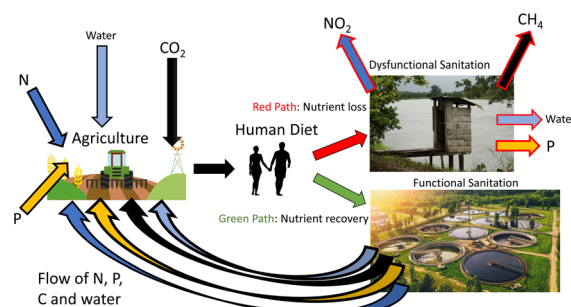 NO2
CH4
Water
CO2
Dysfunctional Sanitation
N
Red Path: Nutrient loss
Agriculture
Human Diet
Wate
P
Functional Sanitation
P
Green Path: Nutrient recovery
Flow of N, P,
C and water